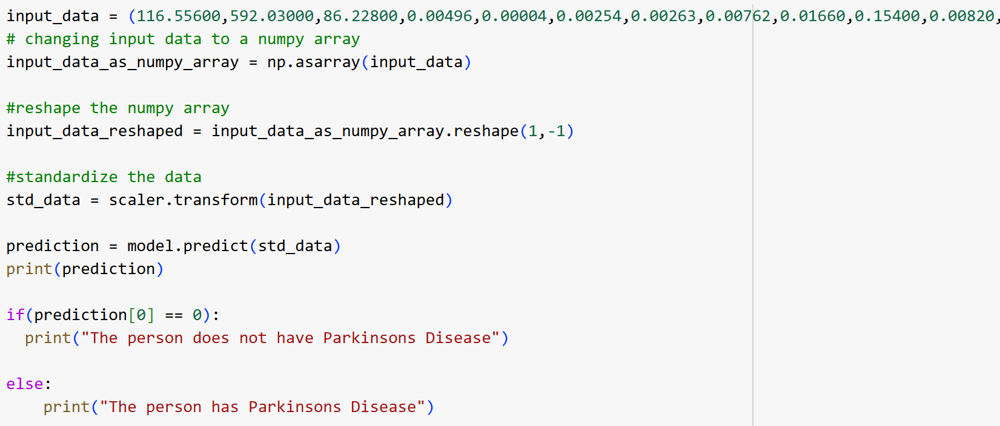 input_data = (116.55600,592.03000,86.22800,0.00496,0.00004,0.00254,0.00263,0.00762,0.01660,0.15400,0.00820,
# changing input data to a numpy array
input_data_as_numpy_array = np.asarray(input_data)
#reshape the numpy array
input_data_reshaped = input_data_as_numpy_array.reshape(1,-1)
#standardize the data
std_data = scaler.transform(input_data_reshaped)
prediction = model.predict(std_data)
print(prediction)
if(prediction[0] == 0):
  print("The person does not have Parkinsons Disease")
else:
    print("The person has Parkinsons Disease")